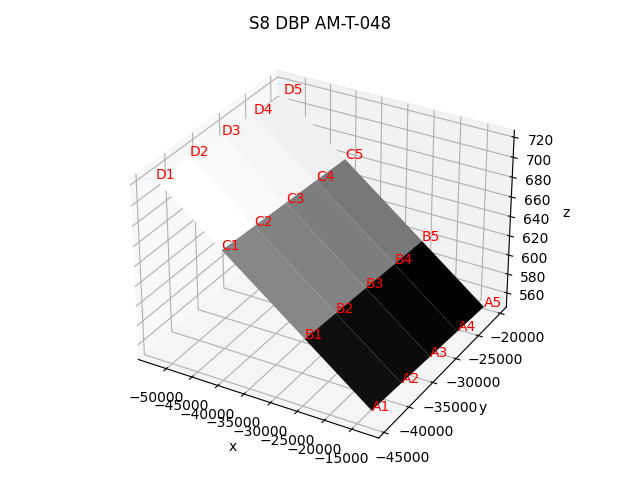 S8 DBP AM-T-048
D5
D4
D3
D2
D1
C5
C4
C3
C2
C1
B5
B4
B3
B2
B1
A5
A4
A3
A2
A1
720
700
680
660
640
620
600
580
560
z
−20000
−25000
−30000
−35000
−40000
−45000
y
−50000
−45000
−40000
−35000
−30000
−25000
−20000
−15000
x